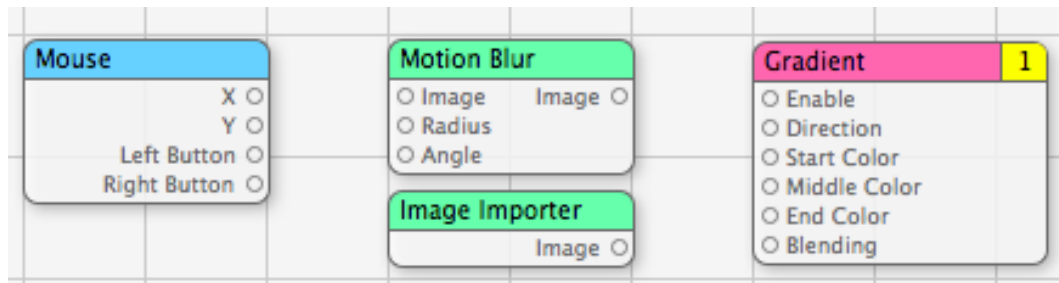 Mouse
X
Y
Left Button
Right Button
Motion Blur
Image Image
Radius
Angle
Image Importer
Image
Gradient 1
Enable
Direction
Start Color
Middle Color
End Color
Blending